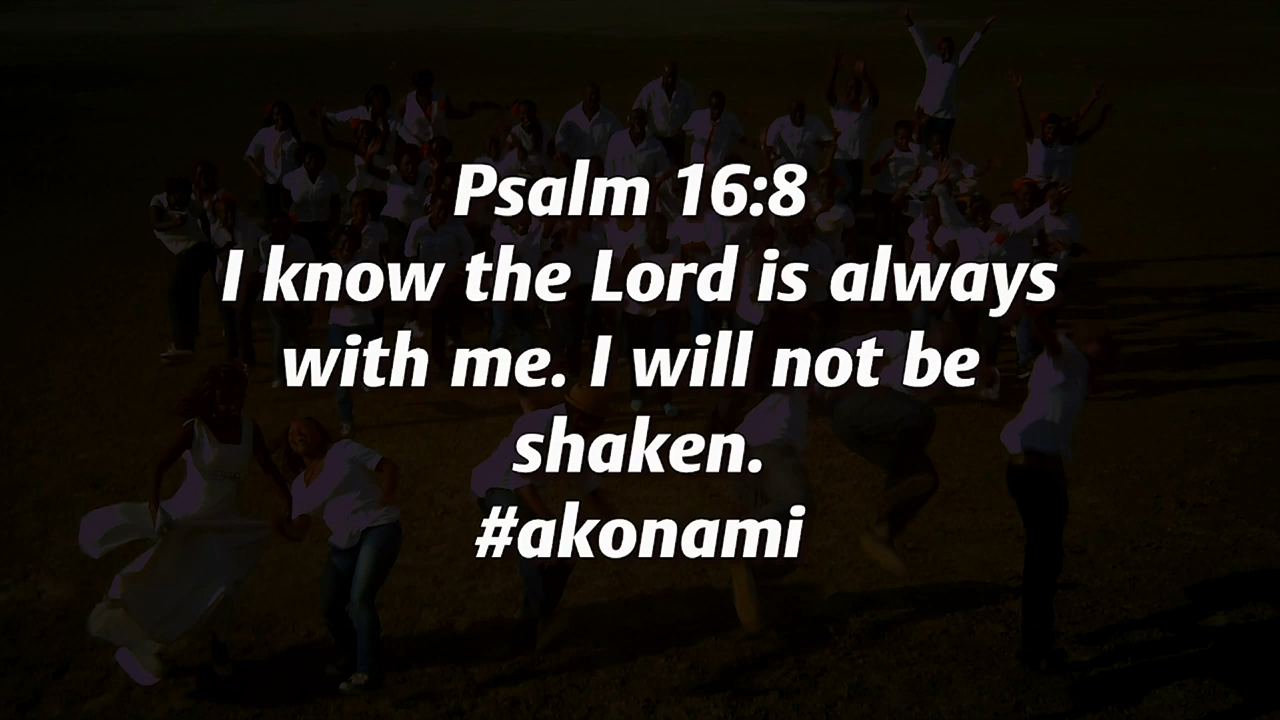 Psalm 16:8
I know the Lord is always
with me. I will not be
shaken.
#akonami